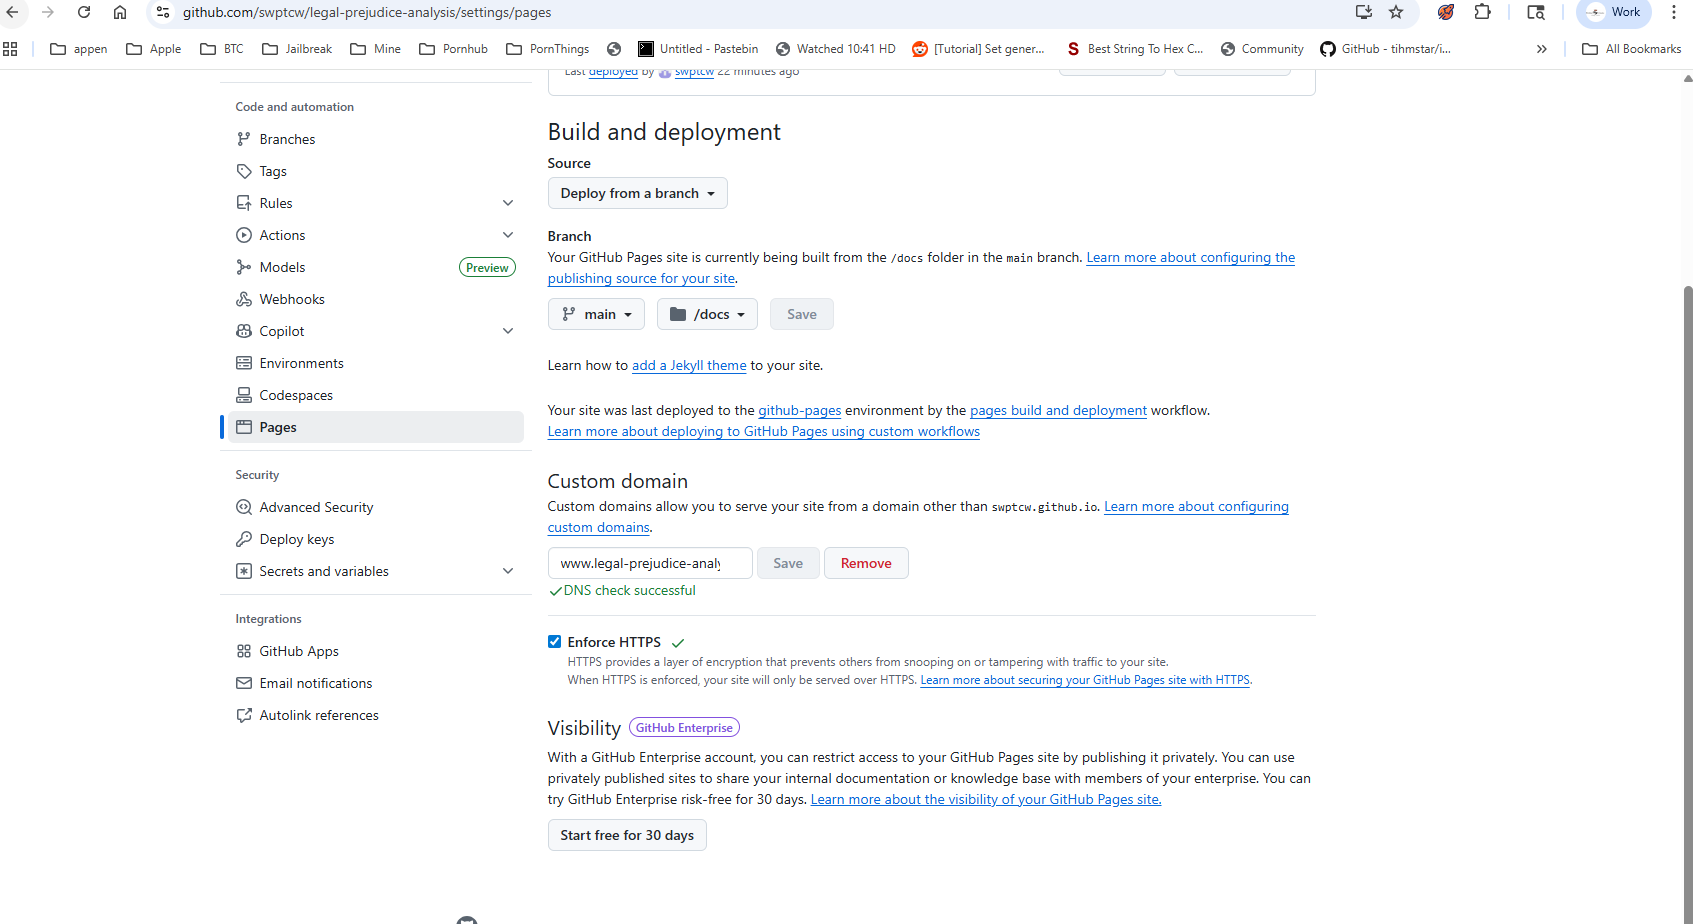 github.com/swptcw/legal-prejudice-analysis/settings/pages
Work
appen
Apple
BTC
Jailbreak
Mine
Pornhub
PornThings
Untitled - Pastebin
Watched 10:41 HD
[Tutorial] Set gener...
S Best String To Hex C...
Community
GitHub - tihmstar/i...
»
All Bookmarks
Last deployed by swptcw 22 minutes ago
Code and automation
Branches
Tags
Rules
Actions
Models
Preview
Webhooks
Copilot
Environments
Codespaces
Pages
Security
Advanced Security
Deploy keys
Secrets and variables
Integrations
GitHub Apps
Email notifications
Autolink references
Build and deployment
Source
Deploy from a branch
Branch
Your GitHub Pages site is currently being built from the /docs folder in the main branch. Learn more about configuring the
publishing source for your site.
main
/docs
Save
Learn how to add a Jekyll theme to your site.
Your site was last deployed to the github-pages environment by the pages build and deployment workflow.
Learn more about deploying to GitHub Pages using custom workflows
Custom domain
Custom domains allow you to serve your site from a domain other than swptcw.github.io. Learn more about configuring
custom domains.
www.legal-prejudice-analy
Save
Remove
DNS check successful
Enforce HTTPS
HTTPS provides a layer of encryption that prevents others from snooping on or tampering with traffic to your site.
When HTTPS is enforced, your site will only be served over HTTPS. Learn more about securing your GitHub Pages site with HTTPS.
Visibility
GitHub Enterprise
With a GitHub Enterprise account, you can restrict access to your GitHub Pages site by publishing it privately. You can use
privately published sites to share your internal documentation or knowledge base with members of your enterprise. You can
try GitHub Enterprise risk-free for 30 days. Learn more about the visibility of your GitHub Pages site.
Start free for 30 days